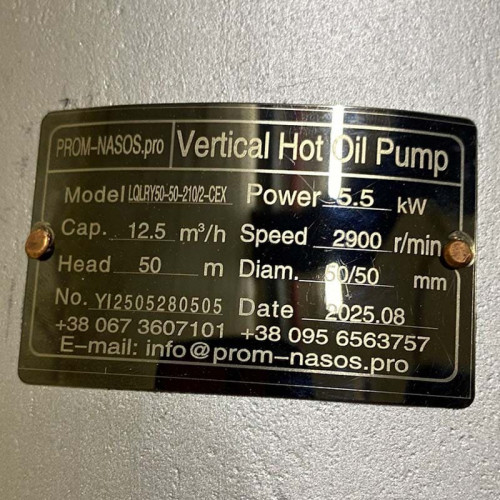 PROM-NASOS.pro Vertical Hot Oil Pump
Model LQLRY50-50-210/2-CEX Power 5.5 kW
Cap. 12.5 m³/h Speed 2900 r/min
Head 50 m Diam. 50/50 mm
No. YI2505280505 Date 2025.08
+38 067 3607101 +38 095 6563757
E-mail: info@prom-nasos.pro